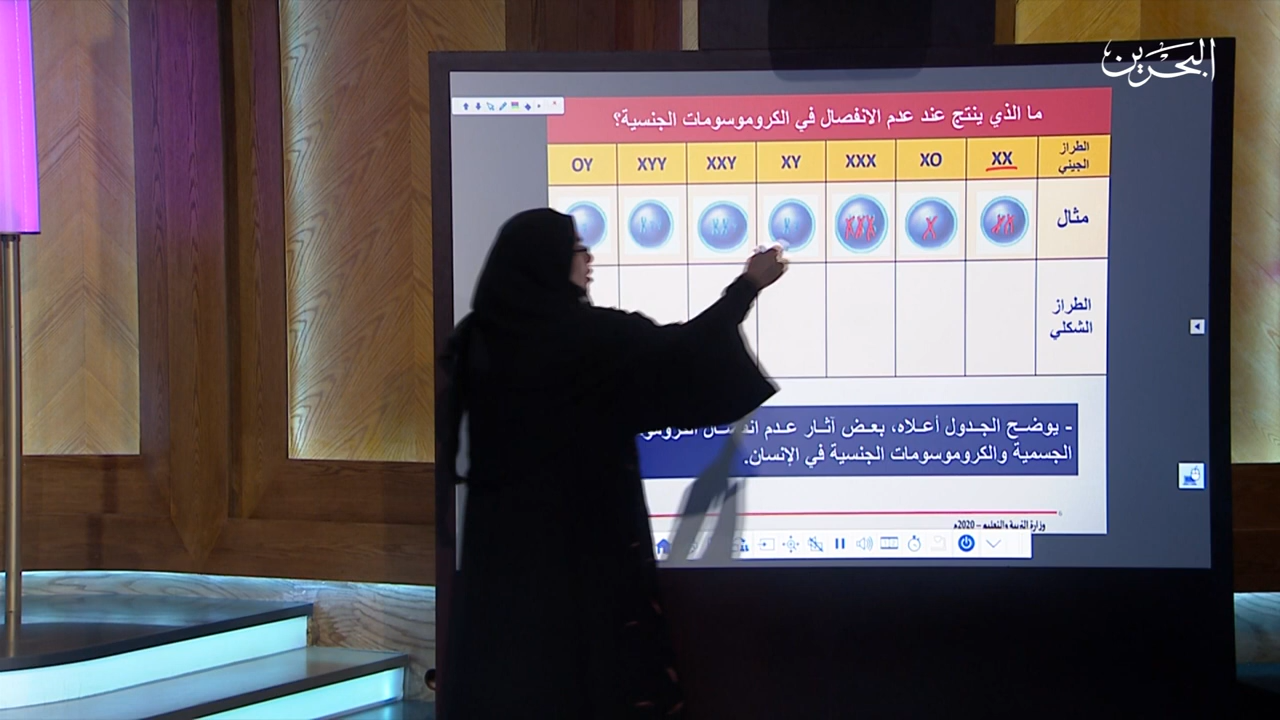 البحرين
ما الذي ينتج عند عدم الانفصال في الكروموسومات الجنسية؟
الطراز الجيني XX XO XXX XY XXY XYY OY
مثال
الطراز الشكلي
- يوضح الجدول أعلاه، بعض آثار عدم
الجسمية والكروموسومات الجنسية في الإنسان.
وزارة التربية والتعليم – 2020م